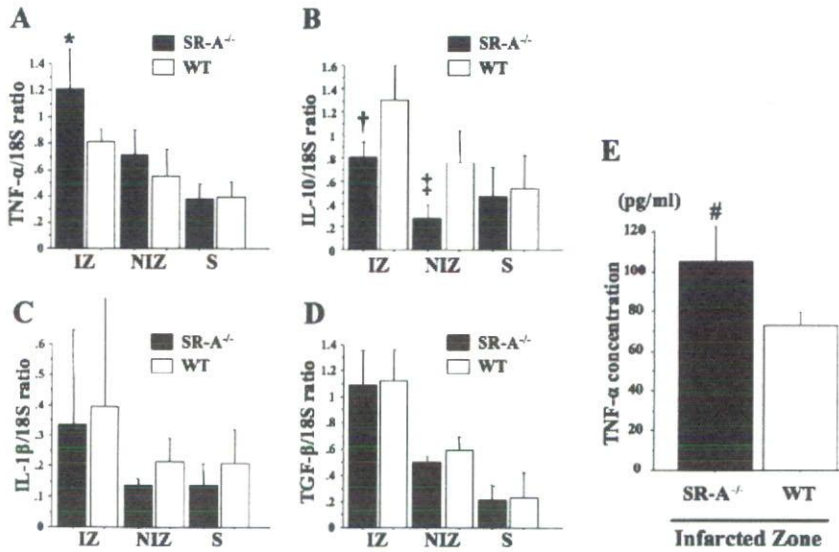 A
*
SR-A⁻/⁻
WT
TNF-α/18S ratio
1.4
1.2
1
.8
.6
.4
.2
0
IZ NIZ S
B
SR-A⁻/⁻
WT
IL-10/18S ratio
1.6
1.4
1.2
1
.8
.6
.4
.2
0
†
‡
IZ NIZ S
C
SR-A⁻/⁻
WT
IL-1β/18S ratio
.6
.5
.4
.3
.2
.1
0
IZ NIZ S
D
SR-A⁻/⁻
WT
TGF-β/18S ratio
1.4
1.2
1
.8
.6
.4
.2
0
IZ NIZ S
E
(pg/ml)
#
TNF-α concentration
120
100
80
60
40
20
0
SR-A⁻/⁻ WT
Infarcted Zone